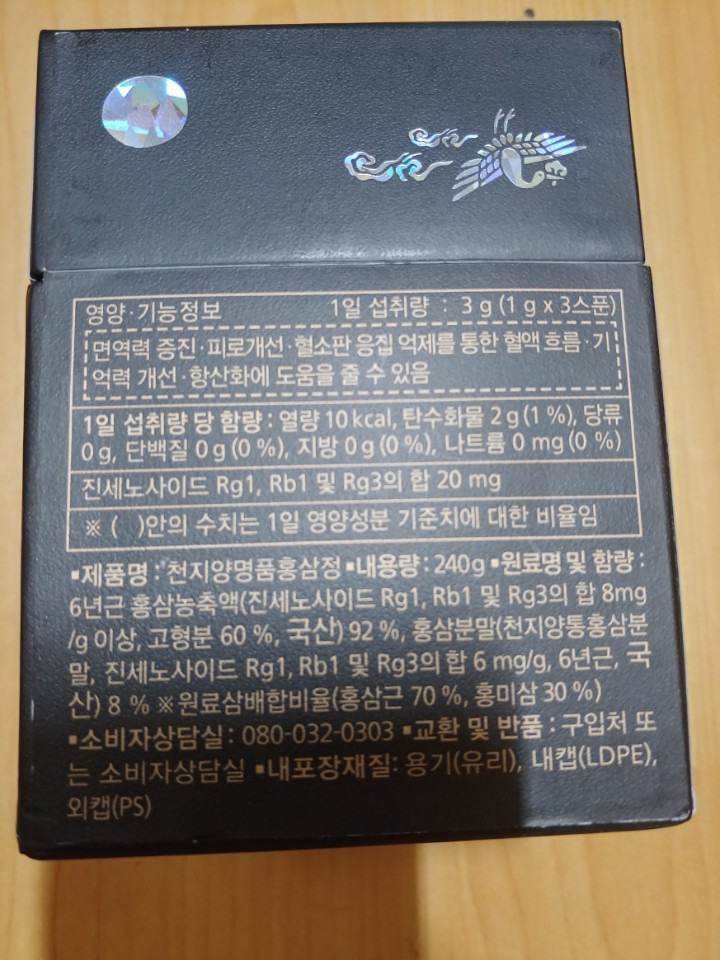 영양·기능정보 1일 섭취량 : 3 g (1 g x 3스푼)
면역력 증진·피로개선·혈소판 응집 억제를 통한 혈액 흐름·기
억력 개선·항산화에 도움을 줄 수 있음
1일 섭취량 당 함량 : 열량 10 kcal, 탄수화물 2 g (1 %), 당류
0 g, 단백질 0 g (0 %), 지방 0 g (0 %), 나트륨 0 mg (0 %)
진세노사이드 Rg1, Rb1 및 Rg3의 합 20 mg
※ ( )안의 수치는 1일 영양성분 기준치에 대한 비율임
▪제품명 : 천지양명품홍삼정 ▪내용량 : 240g ▪원료명 및 함량 :
6년근 홍삼농축액(진세노사이드 Rg1, Rb1 및 Rg3의 합 8mg
/g 이상, 고형분 60 %, 국산) 92 %, 홍삼분말(천지양통홍삼분
말, 진세노사이드 Rg1, Rb1 및 Rg3의 합 6 mg/g, 6년근, 국
산) 8 % ※원료삼배합비율(홍삼근 70 %, 홍미삼 30 %)
▪소비자상담실 : 080-032-0303 ▪교환 및 반품 : 구입처 또
는 소비자상담실 ▪내포장재질 : 용기(유리), 내캡(LDPE),
외캡(PS)